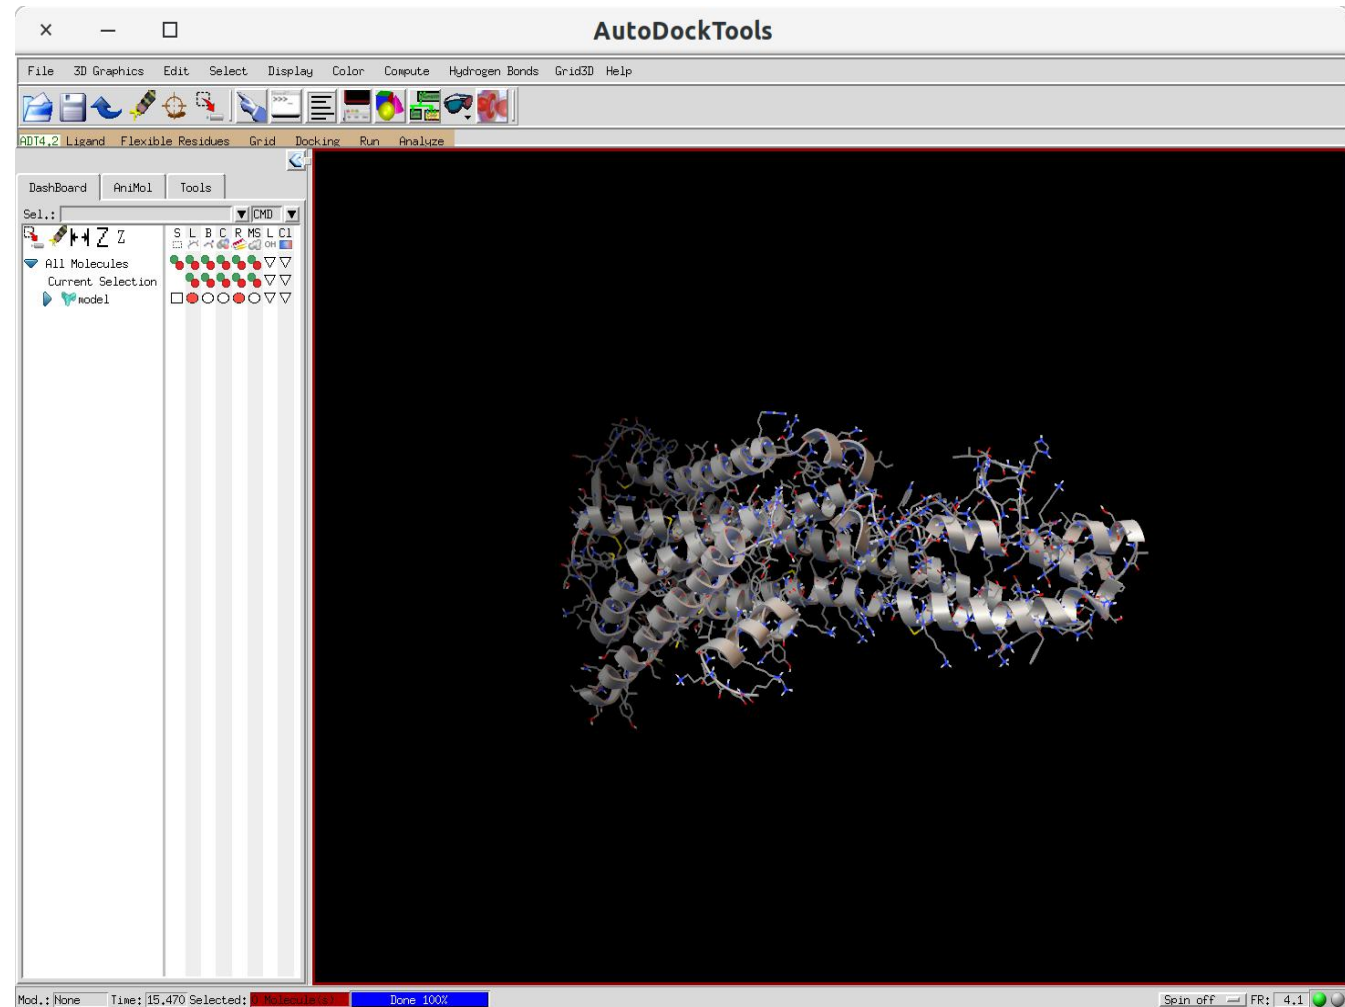 AutoDockTools
File 3D Graphics Edit Select Display Color Compute Hydrogen Bonds Grid3D Help
ADT4.2 Ligand Flexible Residues Grid Docking Run Analyze
DashBoard AniMol Tools
Sel.: CMD
S L B C R MS L Cl
All Molecules
Current Selection
model
Mod.: None Time: 15.470 Selected: 0 Molecule(s) Done 100% Spin off FR: 4.1